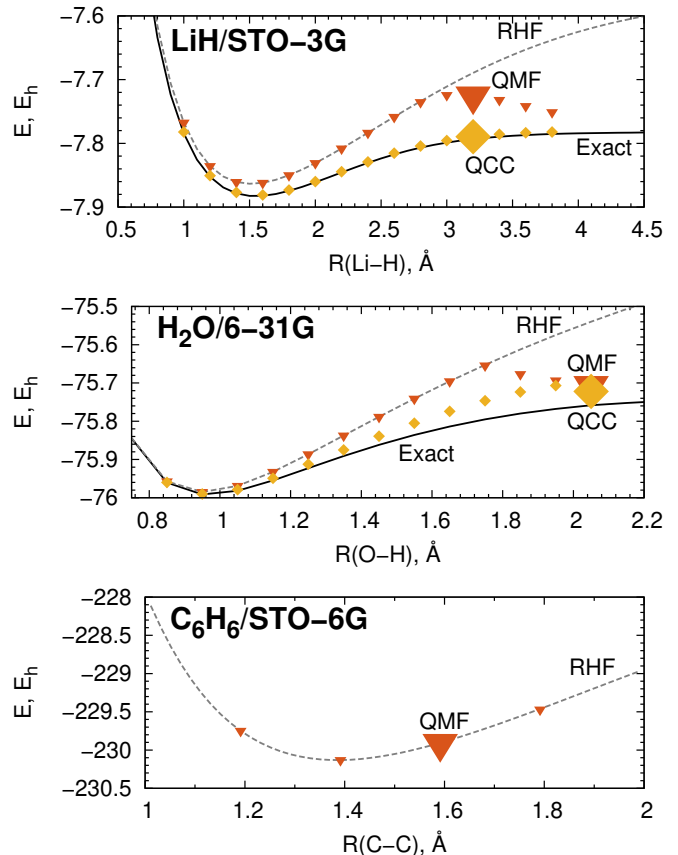 LiH/STO−3G
RHF
QMF
QCC
Exact
E, Eₕ
−7.6
−7.7
−7.8
−7.9
0.5 1 1.5 2 2.5 3 3.5 4 4.5
R(Li−H), Å
H₂O/6−31G
RHF
QMF
QCC
Exact
E, Eₕ
−75.5
−75.6
−75.7
−75.8
−75.9
−76
0.8 1 1.2 1.4 1.6 1.8 2 2.2
R(O−H), Å
C₆H₆/STO−6G
RHF
QMF
E, Eₕ
−228
−228.5
−229
−229.5
−230
−230.5
1 1.2 1.4 1.6 1.8 2
R(C−C), Å